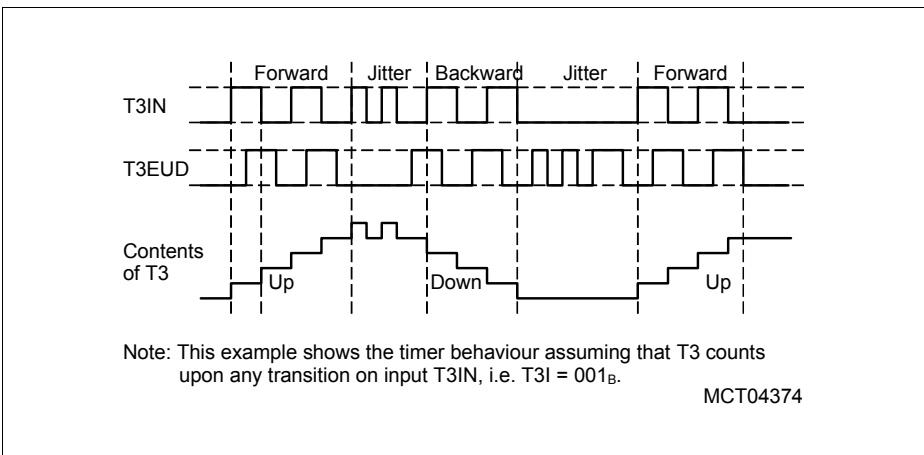 Forward Jitter Backward Jitter Forward
T3IN
T3EUD
Contents
of T3
Up Down Up
Note: This example shows the timer behaviour assuming that T3 counts
upon any transition on input T3IN, i.e. T3I = 001B.
MCT04374